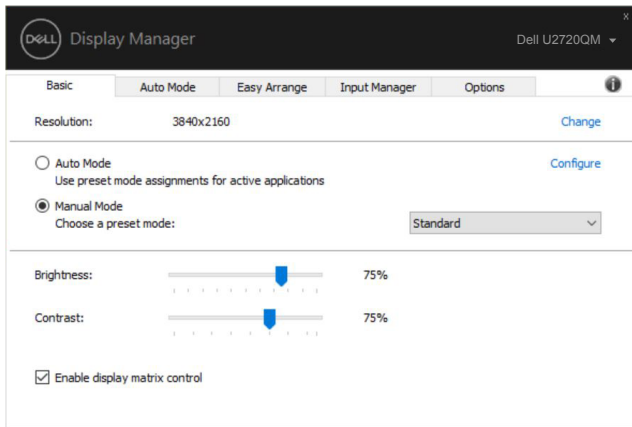 x
DELL Display Manager Dell U2720QM
Basic Auto Mode Easy Arrange Input Manager Options i
Resolution: 3840x2160 Change
Auto Mode Configure
Use preset mode assignments for active applications
Manual Mode
Choose a preset mode: Standard
Brightness: 75%
Contrast: 75%
Enable display matrix control